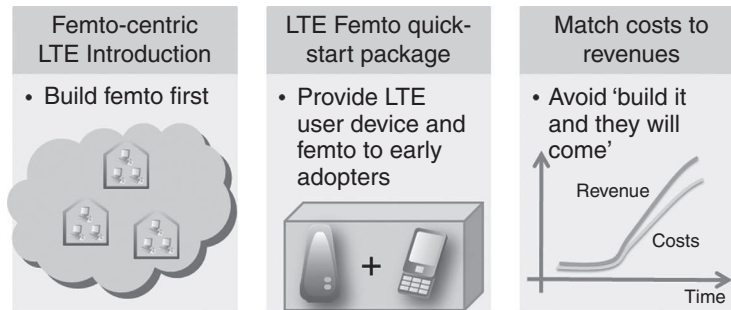 Femto-centric
LTE Introduction
• Build femto first
LTE Femto quick-
start package
• Provide LTE
user device and
femto to early
adopters
+
Match costs to
revenues
• Avoid ‘build it
and they will
come’
Revenue
Costs
Time